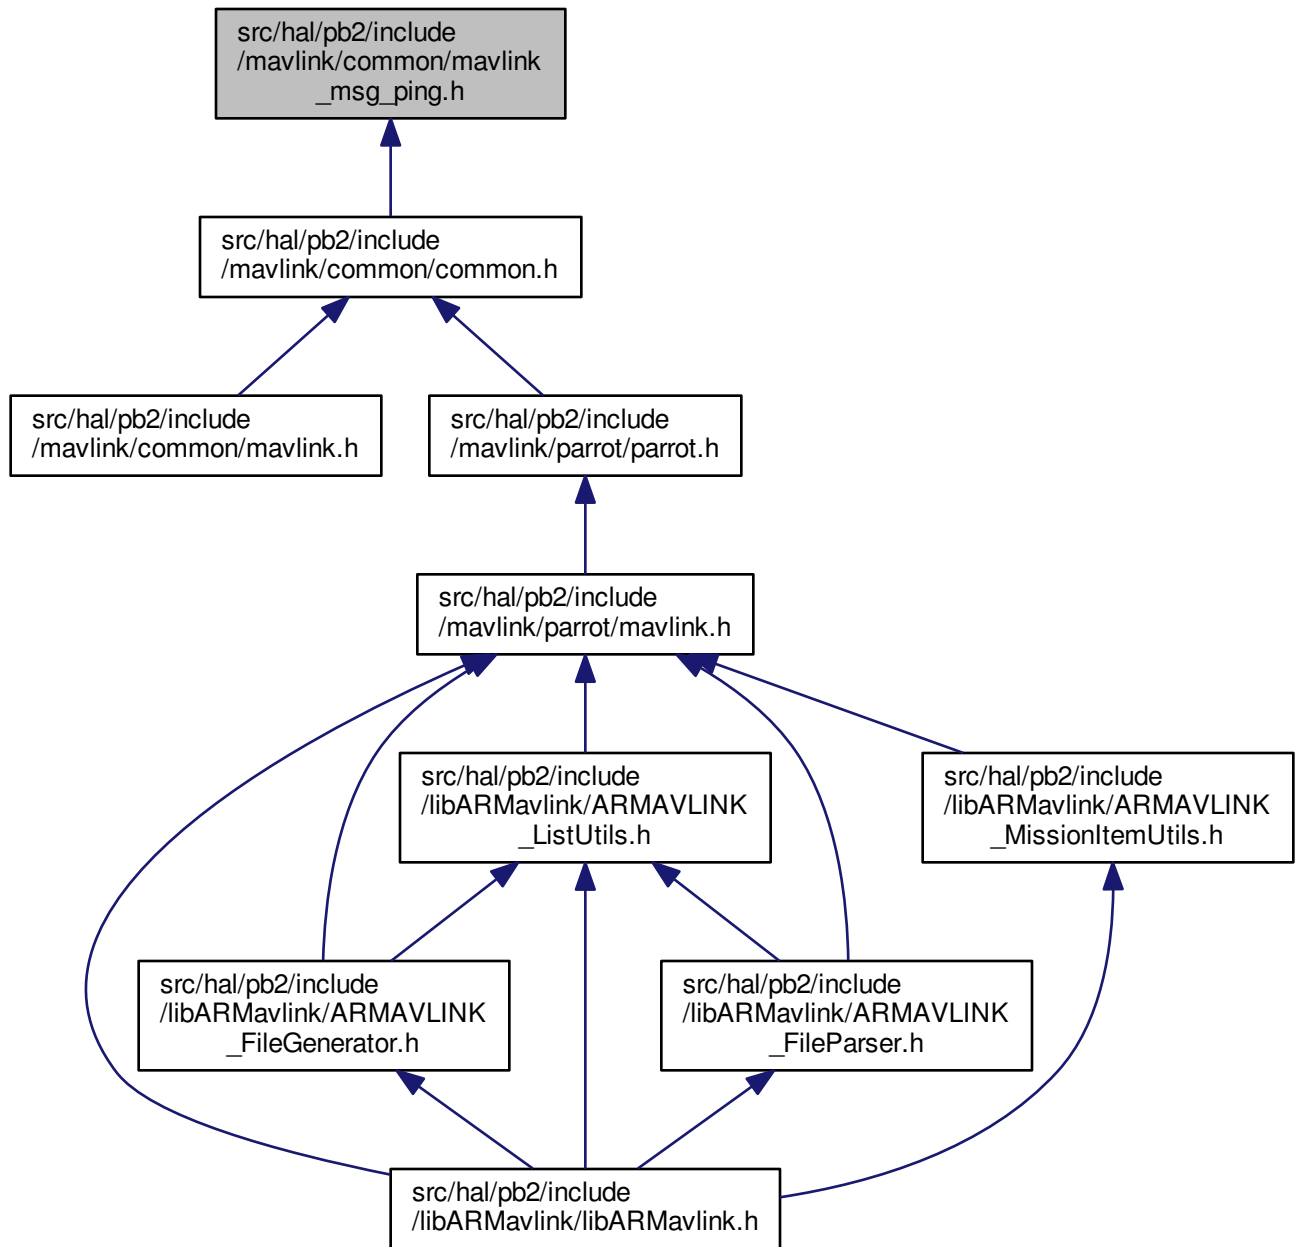 src/hal/pb2/include
/mavlink/common/mavlink
_msg_ping.h
src/hal/pb2/include
/mavlink/common/common.h
src/hal/pb2/include
/mavlink/common/mavlink.h
src/hal/pb2/include
/mavlink/parrot/parrot.h
src/hal/pb2/include
/mavlink/parrot/mavlink.h
src/hal/pb2/include
/libARMavlink/ARMAVLINK
_ListUtils.h
src/hal/pb2/include
/libARMavlink/ARMAVLINK
_MissionItemUtils.h
src/hal/pb2/include
/libARMavlink/ARMAVLINK
_FileGenerator.h
src/hal/pb2/include
/libARMavlink/ARMAVLINK
_FileParser.h
src/hal/pb2/include
/libARMavlink/libARMavlink.h